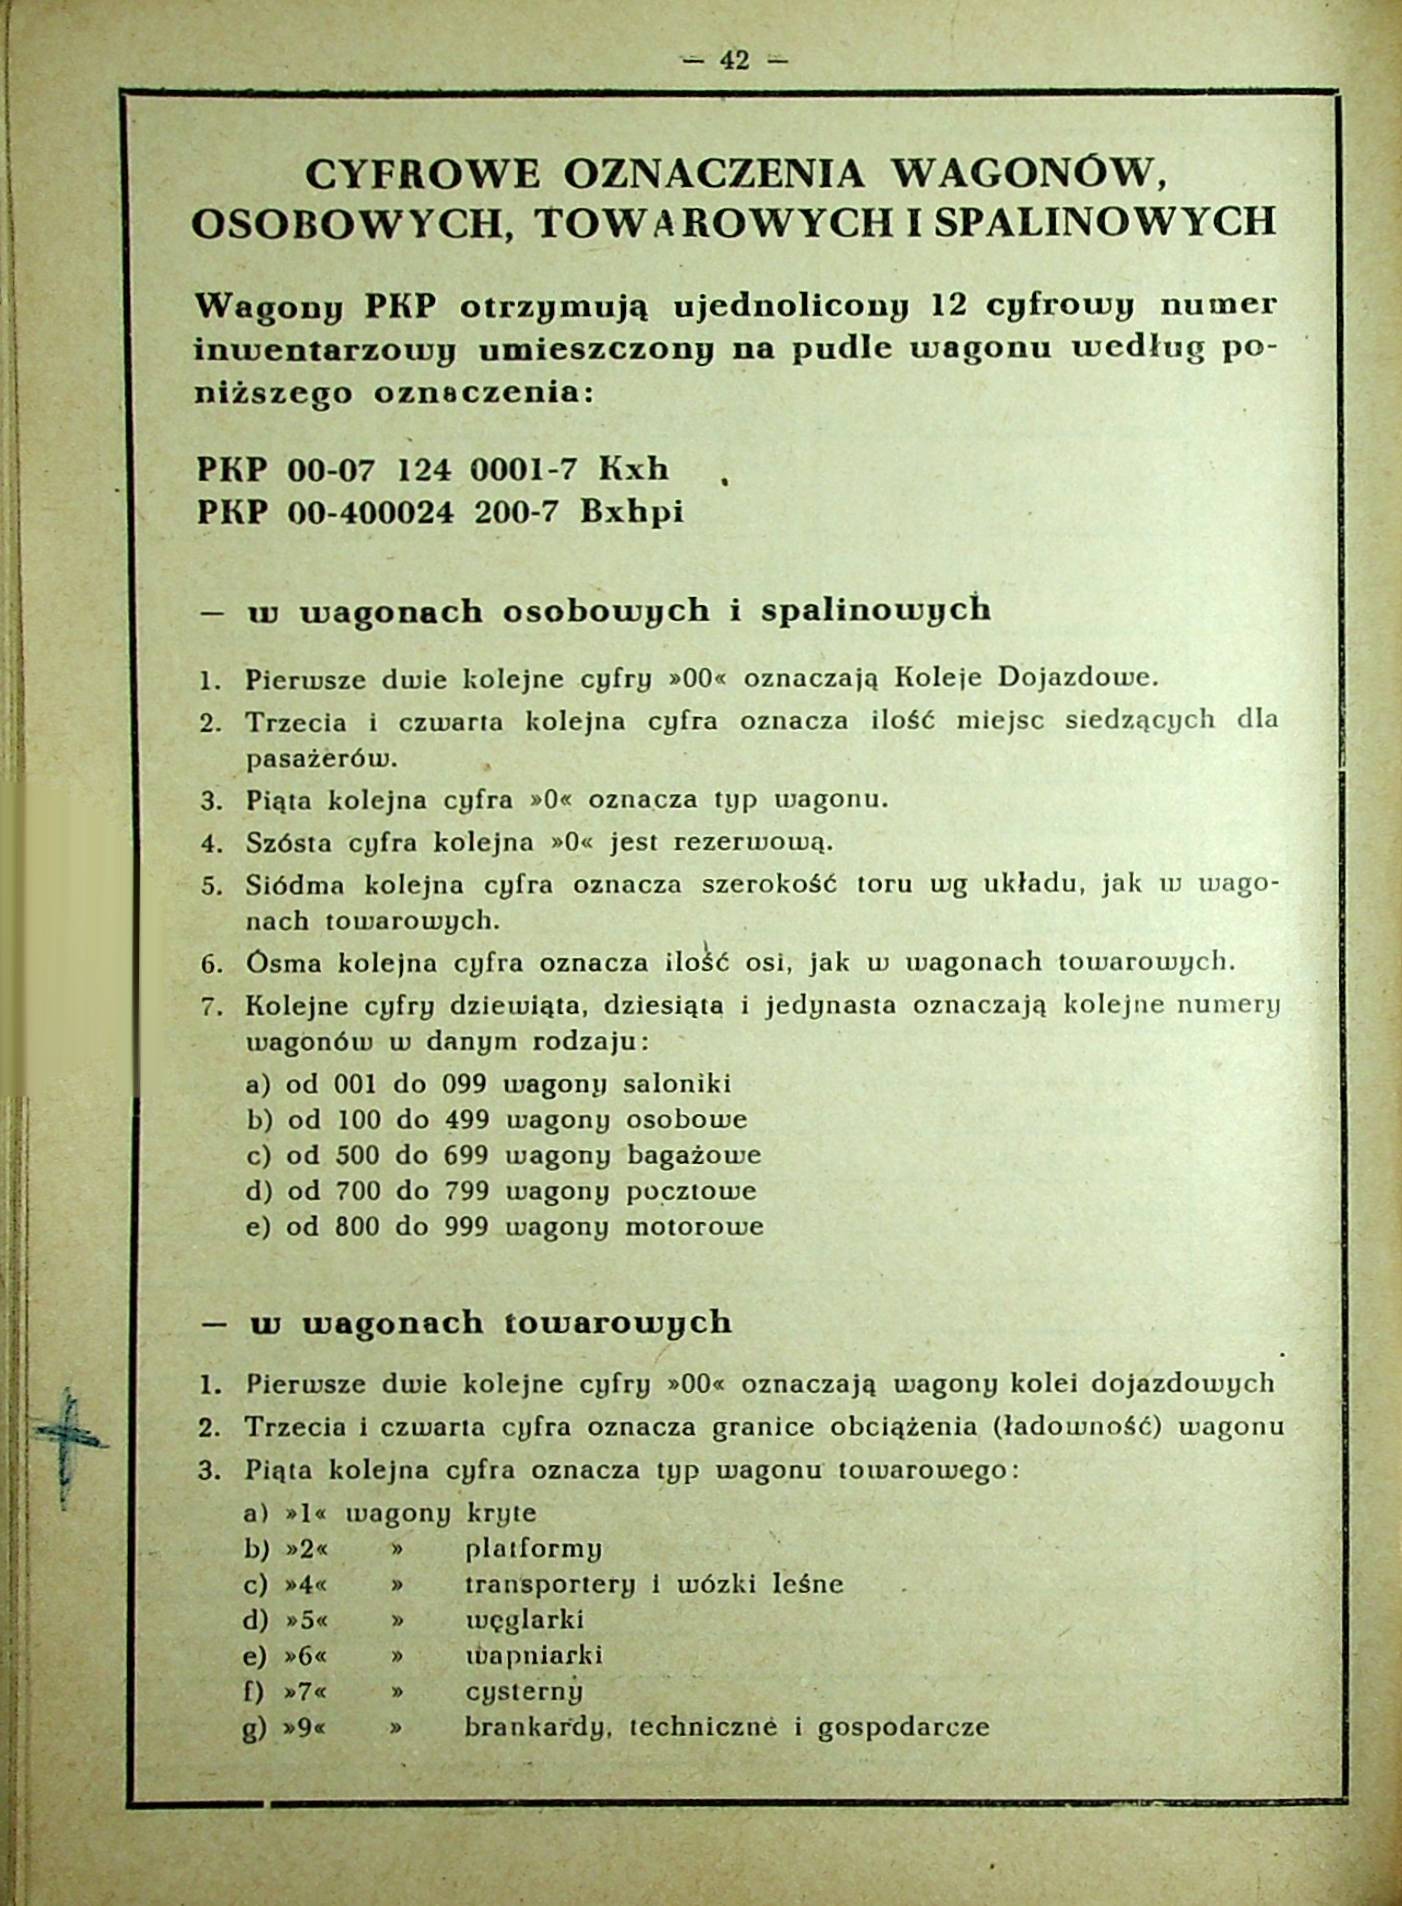 — 42 —
CYFROWE OZNACZENIA WAGONÓW,
OSOBOWYCH, TOWAROWYCH I SPALINOWYCH
Wagony PKP otrzymują ujednolicony 12 cyfrowy numer
inwentarzowy umieszczony na pudle wagonu według po-
niższego oznaczenia:
PKP 00-07 124 0001-7 Kxh
PKP 00-400024 200-7 Bxhpi
— w wagonach osobowych i spalinowych
1. Pierwsze dwie kolejne cyfry »00« oznaczają Koleje Dojazdowe.
2. Trzecia i czwarta kolejna cyfra oznacza ilość miejsc siedzących dla
pasażerów.
3. Piąta kolejna cyfra »0« oznacza typ wagonu.
4. Szósta cyfra kolejna »0« jest rezerwową.
5. Siódma kolejna cyfra oznacza szerokość toru wg układu, jak w wago-
nach towarowych.
6. Ósma kolejna cyfra oznacza ilość osi, jak w wagonach towarowych.
7. Kolejne cyfry dziewiąta, dziesiąta i jedynasta oznaczają kolejne numery
wagonów w danym rodzaju:
a) od 001 do 099 wagony saloniki
b) od 100 do 499 wagony osobowe
c) od 500 do 699 wagony bagażowe
d) od 700 do 799 wagony pocztowe
e) od 800 do 999 wagony motorowe
— w wagonach towarowych
1. Pierwsze dwie kolejne cyfry »00« oznaczają wagony kolei dojazdowych
2. Trzecia i czwarta cyfra oznacza granice obciążenia (ładowność) wagonu
3. Piąta kolejna cyfra oznacza typ wagonu towarowego:
a) »1« wagony kryte
b) »2« » platformy
c) »4« » transportery i wózki leśne
d) »5« » węglarki
e) »6« » wapniarki
f) »7« » cysterny
g) »9« » brankardy, techniczne i gospodarcze